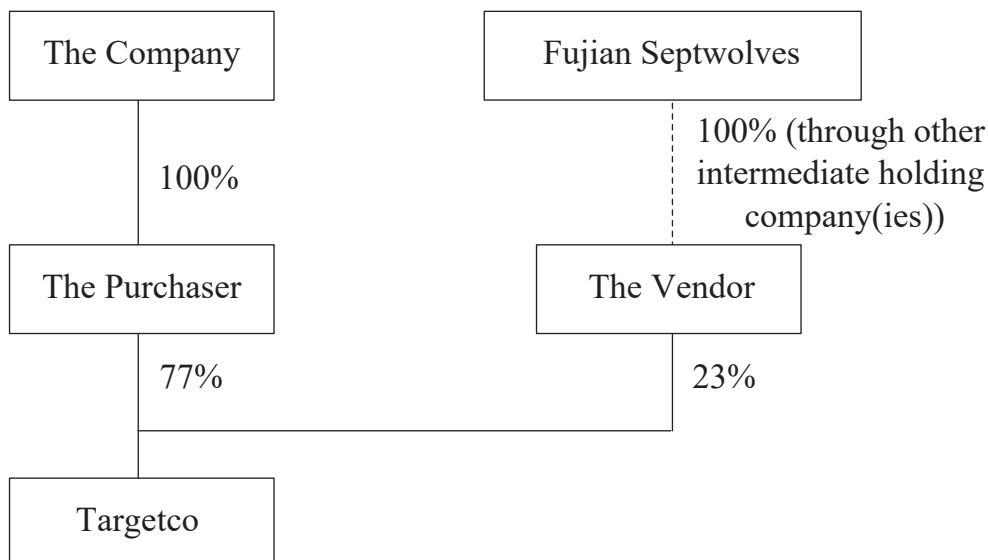 The Company
Fujian Septwolves
100% (through other
intermediate holding
company(ies))
100%
The Purchaser
The Vendor
77%
23%
Targetco